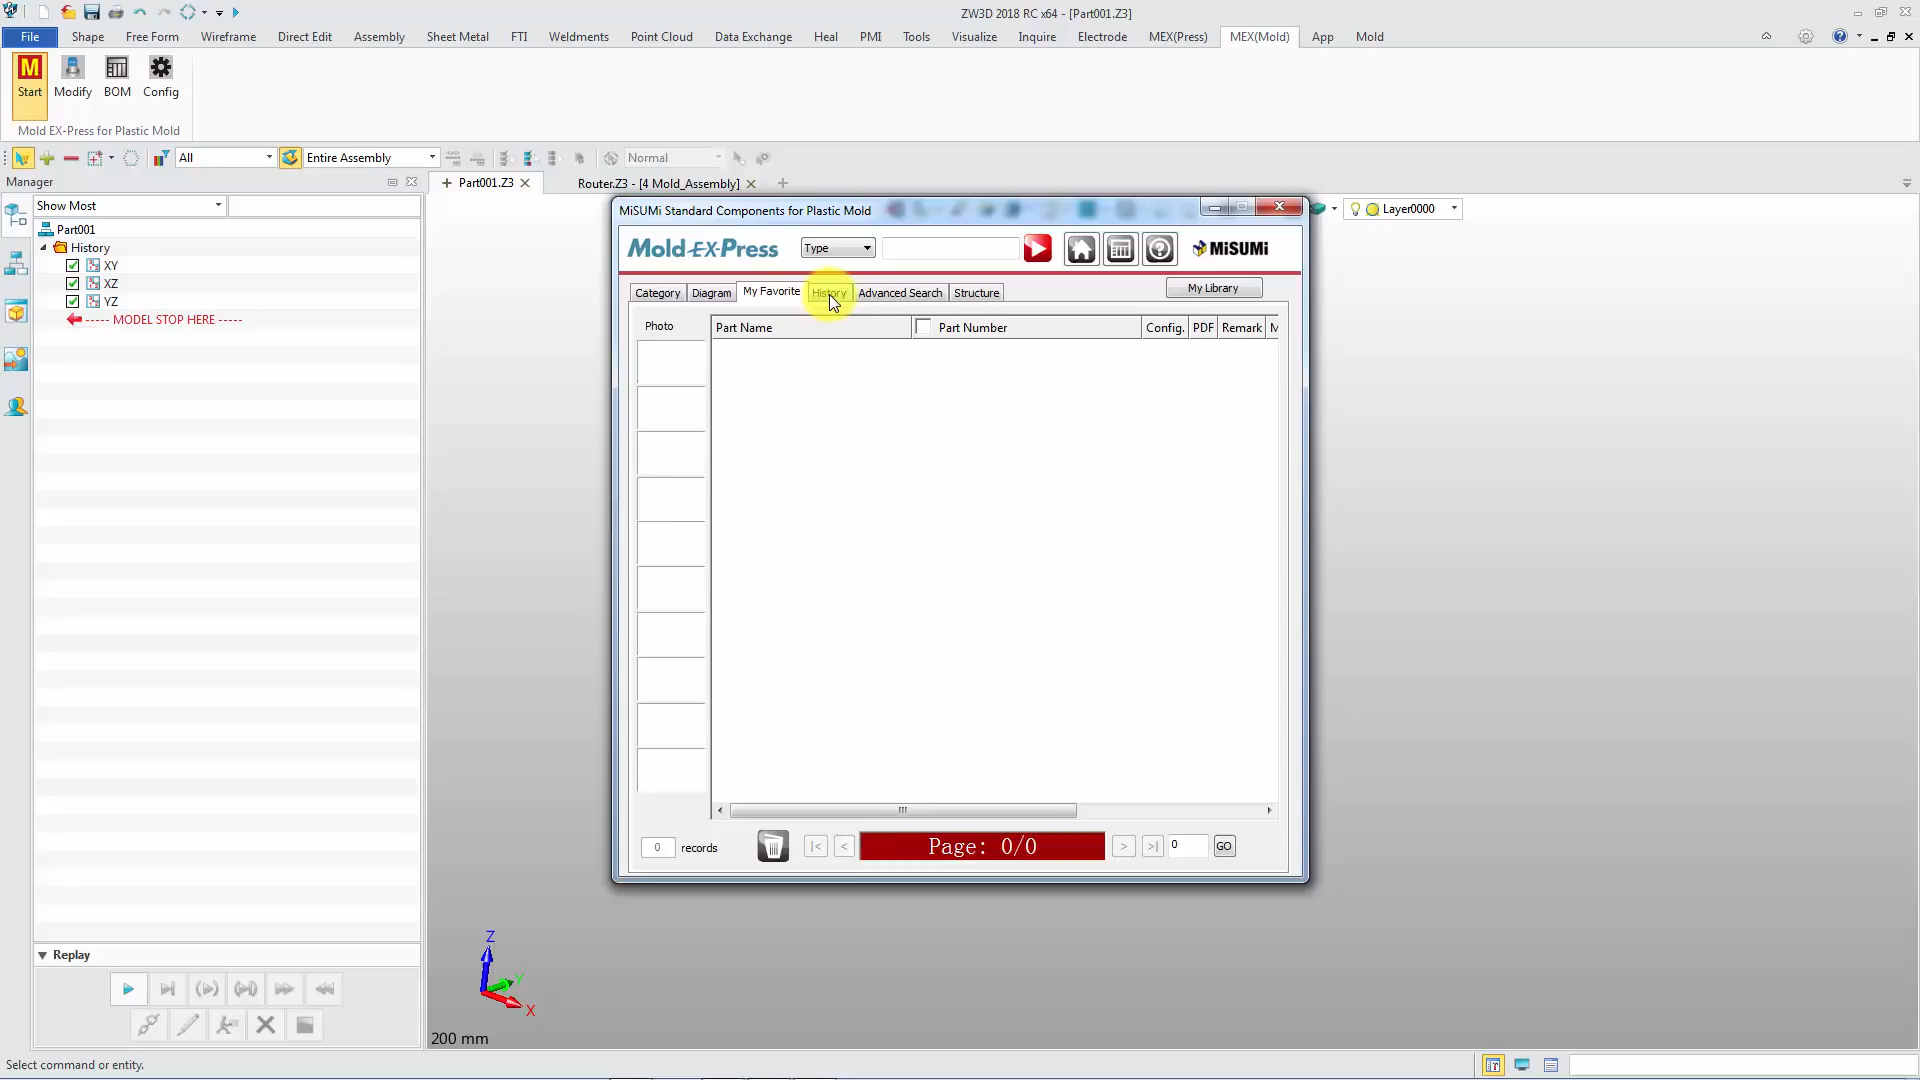 ZW3D 2018 RC x64 - [Part001.Z3]
File Shape Free Form Wireframe Direct Edit Assembly Sheet Metal FTI Weldments Point Cloud Data Exchange Heal PMI Tools Visualize Inquire Electrode MEX(Press) MEX(Mold) App Mold
Start Modify BOM Config
Mold EX-Press for Plastic Mold
All Entire Assembly Normal
Manager
Part001.Z3 Router.Z3 - [4 Mold_Assembly]
Show Most
Part001
History
XY
XZ
YZ
----- MODEL STOP HERE -----
MiSUMi Standard Components for Plastic Mold
Layer0000
Mold EX-Press Type MiSUMi
Category Diagram My Favorite History Advanced Search Structure My Library
Photo Part Name Part Number Config. PDF Remark M
0 records |< < Page: 0/0 > >| 0 GO
Replay
Z
Y
X
200 mm
Select command or entity.